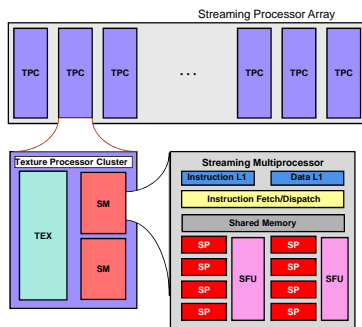 Streaming Processor Array
TPC TPC TPC ... TPC TPC TPC
Texture Processor Cluster
TEX
SM
SM
Streaming Multiprocessor
Instruction L1 Data L1
Instruction Fetch/Dispatch
Shared Memory
SP SP
SP SP
SFU SFU
SP SP
SP SP